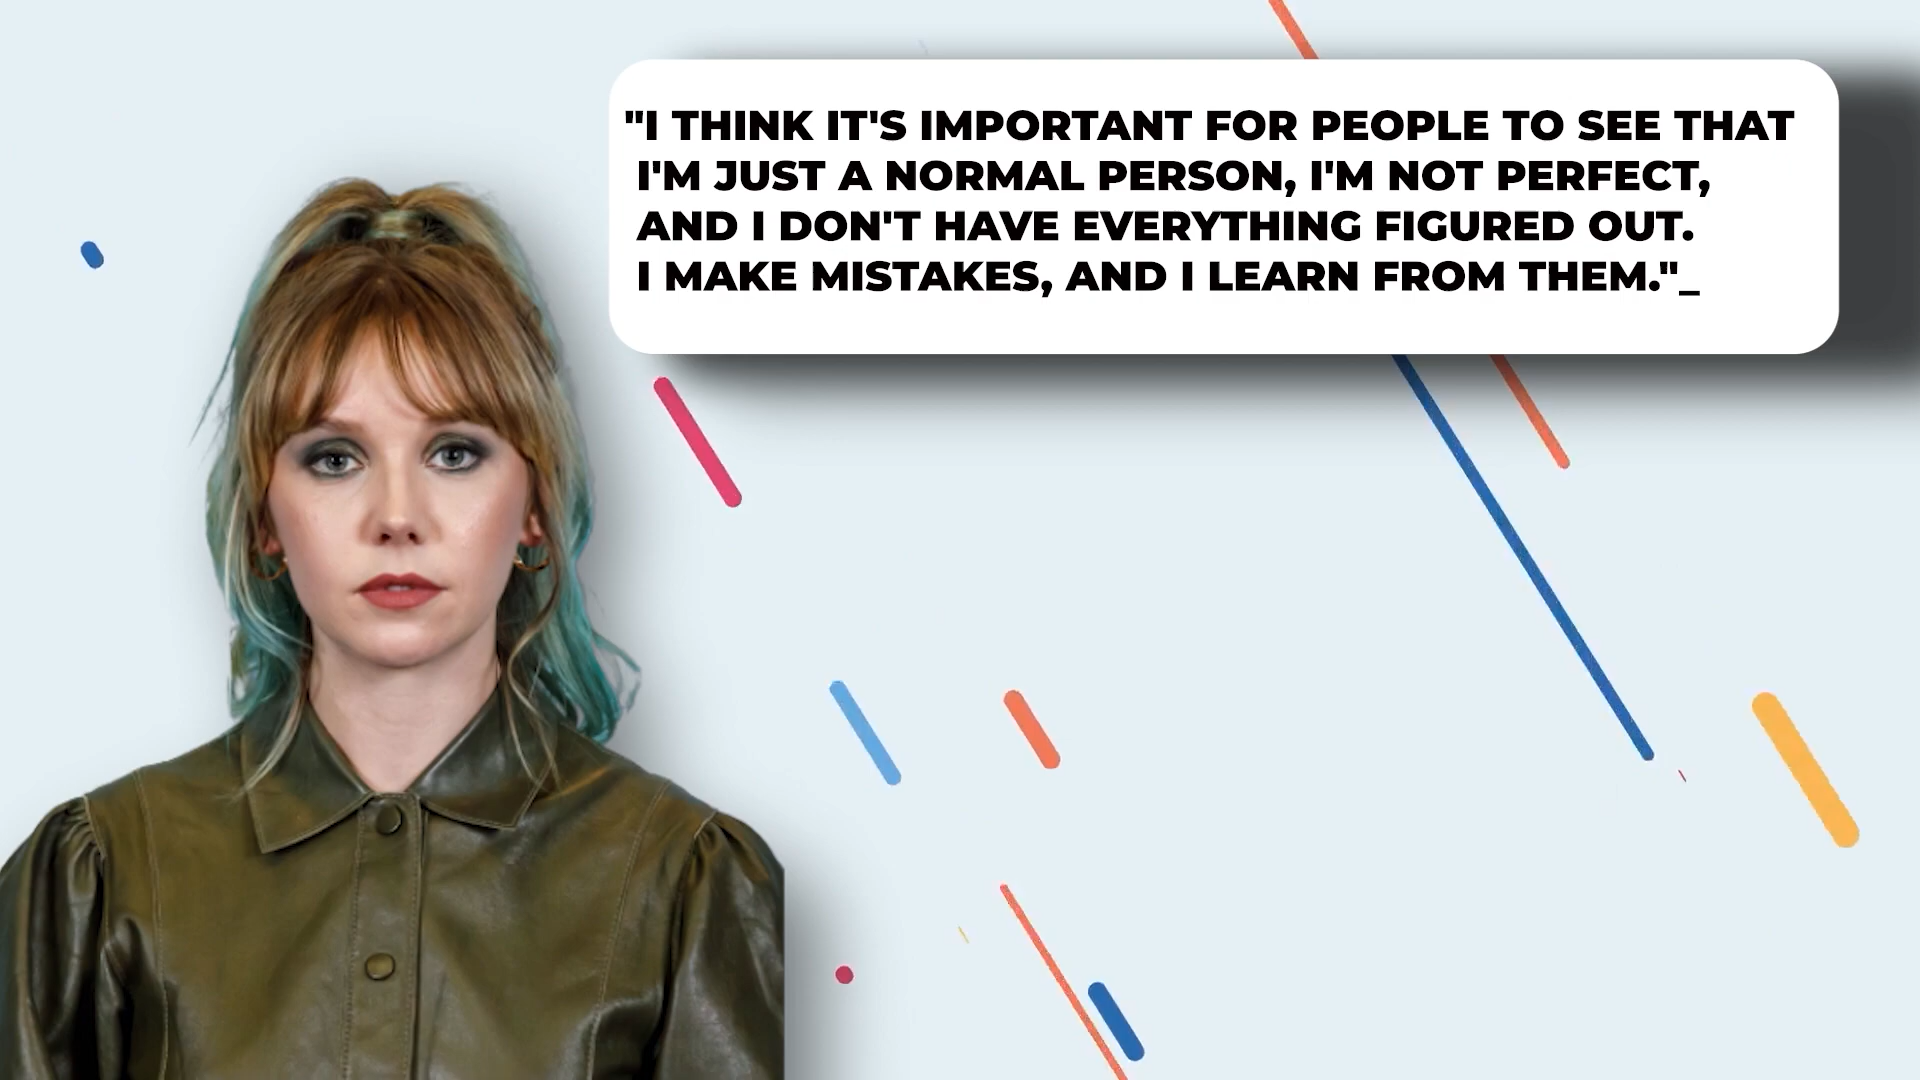 "I THINK IT'S IMPORTANT FOR PEOPLE TO SEE THAT
I'M JUST A NORMAL PERSON, I'M NOT PERFECT,
AND I DON'T HAVE EVERYTHING FIGURED OUT.
I MAKE MISTAKES, AND I LEARN FROM THEM."_